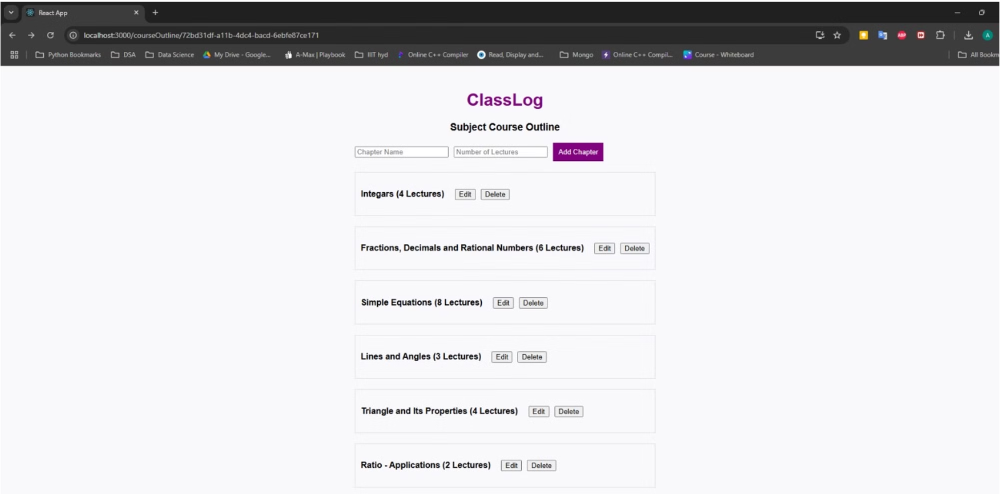 React App
localhost:3000/courseOutline/72bd31df-a11b-4dc4-bacd-6ebfe87ce171
ABP
A
Python Bookmarks DSA Data Science My Drive - Google... A-Max | Playbook IIIT hyd Online C++ Compiler Read, Display and... Mongo Online C++ Compil... Course - Whiteboard All Bookm
ClassLog
Subject Course Outline
Chapter Name Number of Lectures Add Chapter
Integars (4 Lectures) Edit Delete
Fractions, Decimals and Rational Numbers (6 Lectures) Edit Delete
Simple Equations (8 Lectures) Edit Delete
Lines and Angles (3 Lectures) Edit Delete
Triangle and Its Properties (4 Lectures) Edit Delete
Ratio - Applications (2 Lectures) Edit Delete